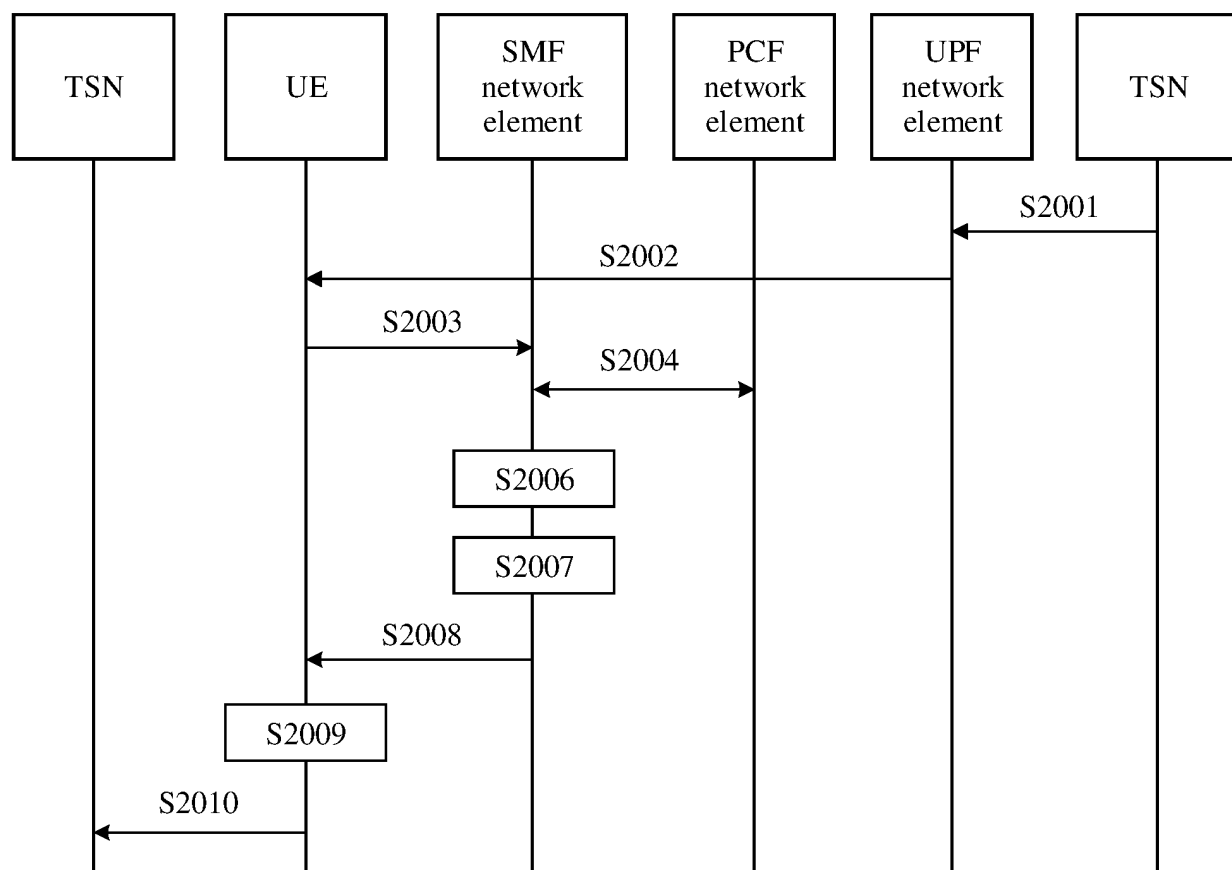 TSN
UE
SMF
network
element
PCF
network
element
UPF
network
element
TSN
S2001
S2002
S2003
S2004
S2006
S2007
S2008
S2009
S2010